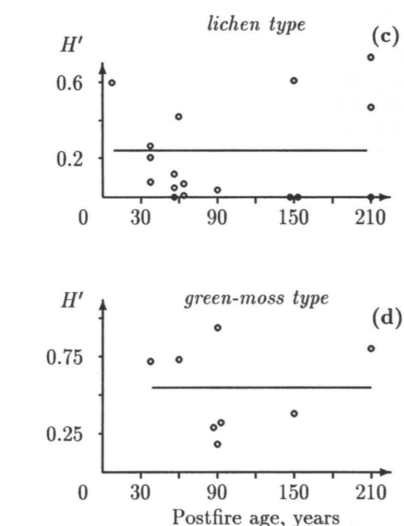 lichen type
(c)
H′
0.6
0.2
0 30 90 150 210
green-moss type
(d)
H′
0.75
0.25
0 30 90 150 210
Postfire age, years